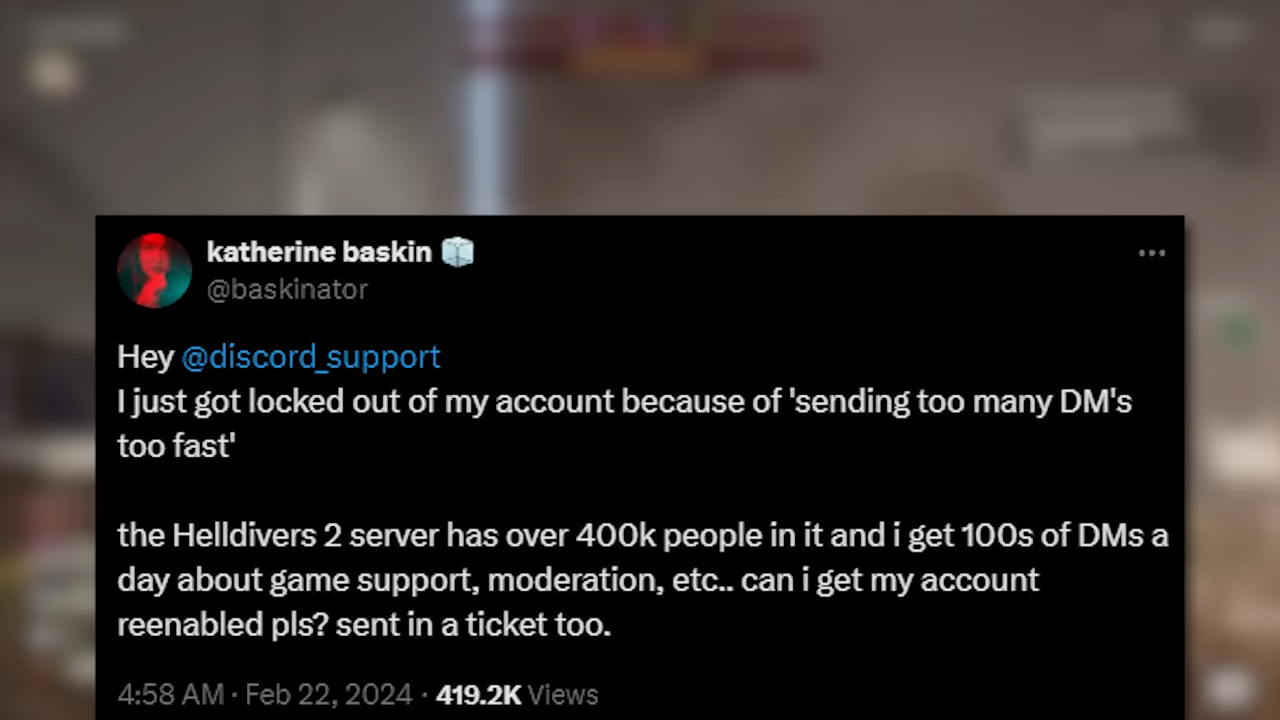 katherine baskin
@baskinator
Hey @discord_support
I just got locked out of my account because of 'sending too many DM's
too fast'
the Helldivers 2 server has over 400k people in it and i get 100s of DMs a
day about game support, moderation, etc.. can i get my account
reenabled pls? sent in a ticket too.
4:58 AM · Feb 22, 2024 · 419.2K Views